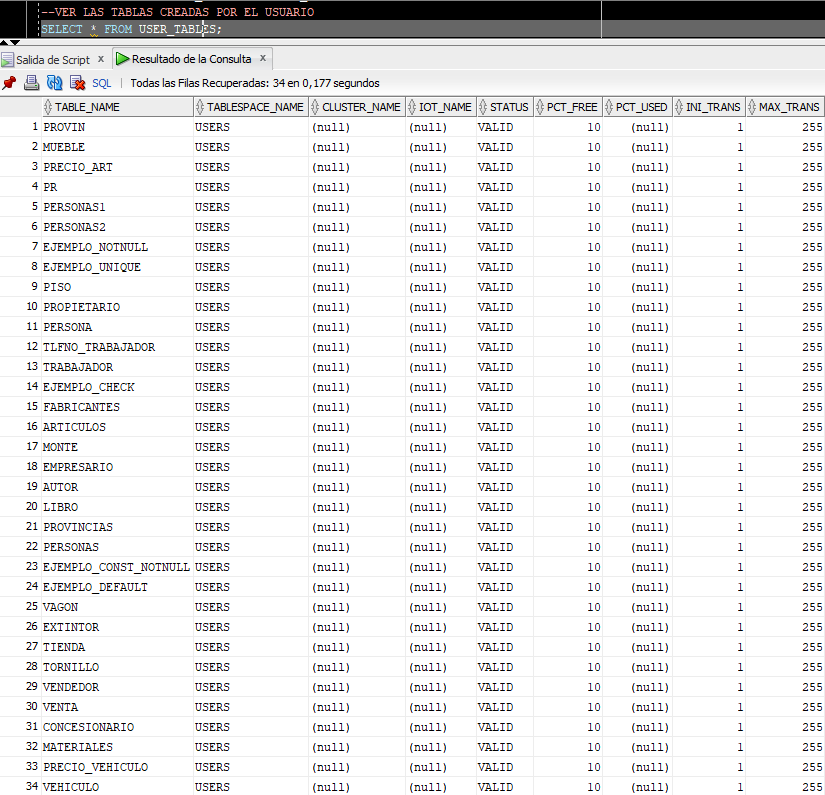 --VER LAS TABLAS CREADAS POR EL USUARIO
SELECT * FROM USER_TABLES;
Salida de Script x Resultado de la Consulta x
SQL | Todas las Filas Recuperadas: 34 en 0,177 segundos
TABLE_NAME TABLESPACE_NAME CLUSTER_NAME IOT_NAME STATUS PCT_FREE PCT_USED INI_TRANS MAX_TRANS
1 PROVIN USERS (null) (null) VALID 10 (null) 1 255
2 MUEBLE USERS (null) (null) VALID 10 (null) 1 255
3 PRECIO_ART USERS (null) (null) VALID 10 (null) 1 255
4 PR USERS (null) (null) VALID 10 (null) 1 255
5 PERSONAS1 USERS (null) (null) VALID 10 (null) 1 255
6 PERSONAS2 USERS (null) (null) VALID 10 (null) 1 255
7 EJEMPLO_NOTNULL USERS (null) (null) VALID 10 (null) 1 255
8 EJEMPLO_UNIQUE USERS (null) (null) VALID 10 (null) 1 255
9 PISO USERS (null) (null) VALID 10 (null) 1 255
10 PROPIETARIO USERS (null) (null) VALID 10 (null) 1 255
11 PERSONA USERS (null) (null) VALID 10 (null) 1 255
12 TLFNO_TRABAJADOR USERS (null) (null) VALID 10 (null) 1 255
13 TRABAJADOR USERS (null) (null) VALID 10 (null) 1 255
14 EJEMPLO_CHECK USERS (null) (null) VALID 10 (null) 1 255
15 FABRICANTES USERS (null) (null) VALID 10 (null) 1 255
16 ARTICULOS USERS (null) (null) VALID 10 (null) 1 255
17 MONTE USERS (null) (null) VALID 10 (null) 1 255
18 EMPRESARIO USERS (null) (null) VALID 10 (null) 1 255
19 AUTOR USERS (null) (null) VALID 10 (null) 1 255
20 LIBRO USERS (null) (null) VALID 10 (null) 1 255
21 PROVINCIAS USERS (null) (null) VALID 10 (null) 1 255
22 PERSONAS USERS (null) (null) VALID 10 (null) 1 255
23 EJEMPLO_CONST_NOTNULL USERS (null) (null) VALID 10 (null) 1 255
24 EJEMPLO_DEFAULT USERS (null) (null) VALID 10 (null) 1 255
25 VAGON USERS (null) (null) VALID 10 (null) 1 255
26 EXTINTOR USERS (null) (null) VALID 10 (null) 1 255
27 TIENDA USERS (null) (null) VALID 10 (null) 1 255
28 TORNILLO USERS (null) (null) VALID 10 (null) 1 255
29 VENDEDOR USERS (null) (null) VALID 10 (null) 1 255
30 VENTA USERS (null) (null) VALID 10 (null) 1 255
31 CONCESIONARIO USERS (null) (null) VALID 10 (null) 1 255
32 MATERIALES USERS (null) (null) VALID 10 (null) 1 255
33 PRECIO_VEHICULO USERS (null) (null) VALID 10 (null) 1 255
34 VEHICULO USERS (null) (null) VALID 10 (null) 1 255